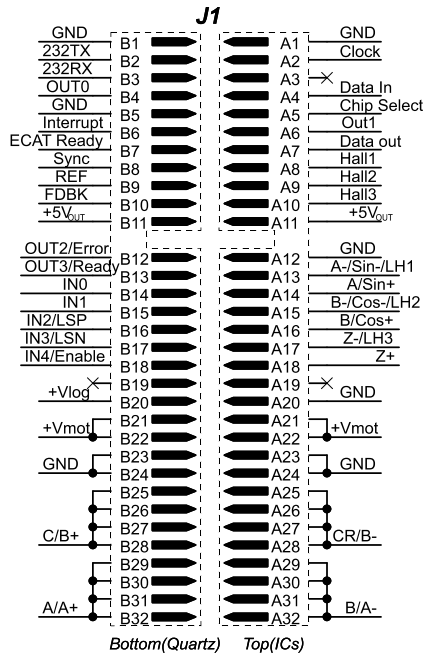 J1
GND B1 A1 GND
232TX B2 A2 Clock
232RX B3 A3
OUT0 B4 A4 Data In
GND B5 A5 Chip Select
Interrupt B6 A6 Out1
ECAT Ready B7 A7 Data out
Sync B8 A8 Hall1
REF B9 A9 Hall2
FDBK B10 A10 Hall3
+5VOUT B11 A11 +5VOUT
OUT2/Error B12 A12 GND
OUT3/Ready B13 A13 A-/Sin-/LH1
IN0 B14 A14 A/Sin+
IN1 B15 A15 B-/Cos-/LH2
IN2/LSP B16 A16 B/Cos+
IN3/LSN B17 A17 Z-/LH3
IN4/Enable B18 A18 Z+
B19 A19
+Vlog B20 A20 GND
B21 A21
+Vmot B22 A22 +Vmot
B23 A23
GND B24 A24 GND
B25 A25
B26 A26
B27 A27
C/B+ B28 A28 CR/B-
B29 A29
B30 A30
B31 A31
A/A+ B32 A32 B/A-
Bottom(Quartz) Top(ICs)